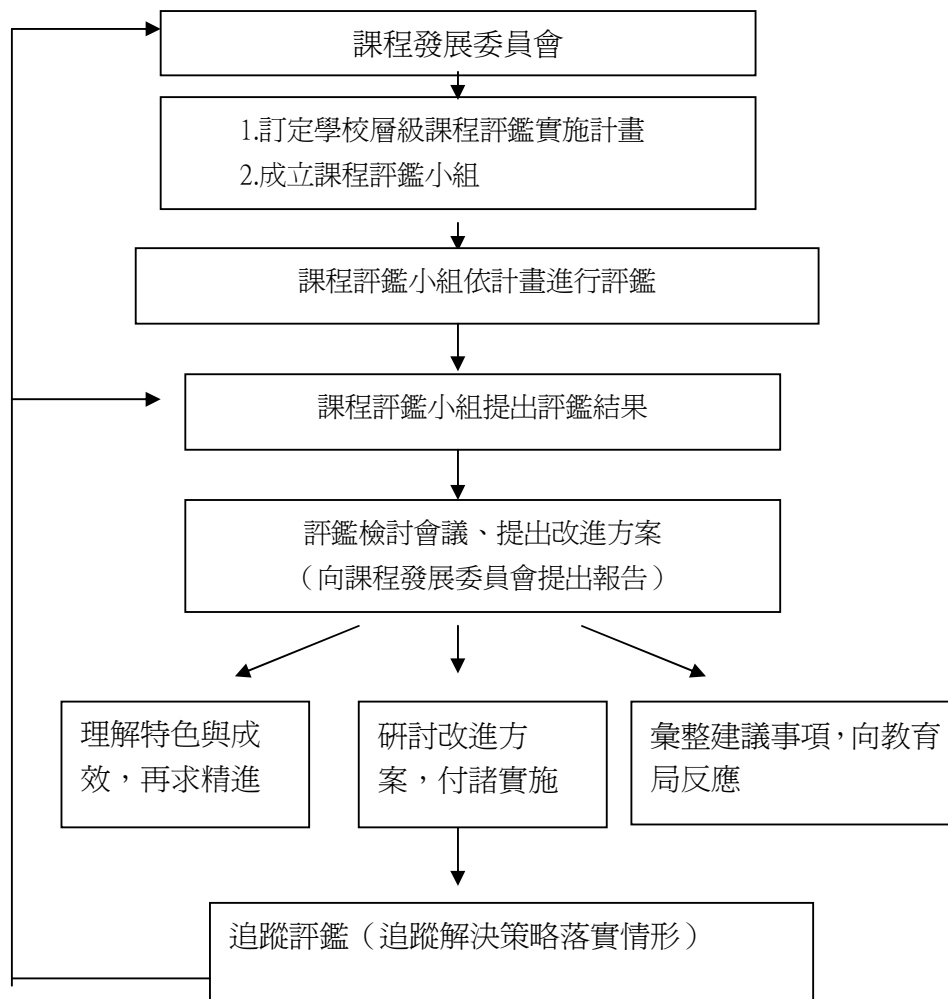 課程發展委員會
1.訂定學校層級課程評鑑實施計畫
2.成立課程評鑑小組
課程評鑑小組依計畫進行評鑑
課程評鑑小組提出評鑑結果
評鑑檢討會議、提出改進方案
（向課程發展委員會提出報告）
理解特色與成
效，再求精進
研討改進方
案，付諸實施
彙整建議事項，向教育
局反應
追蹤評鑑（追蹤解決策略落實情形）